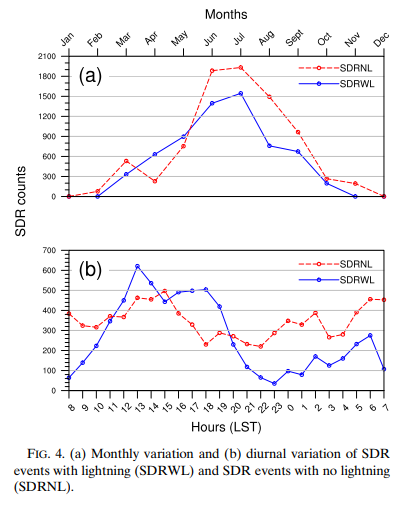 Months
Jan Feb Mar Apr May Jun Jul Aug Sept Oct Nov Dec
2100
1800
1500
1200
900
600
300
0
(a)
SDRNL
SDRWL
SDR counts
700
600
500
400
300
200
100
0
(b)
SDRNL
SDRWL
8 9 10 11 12 13 14 15 16 17 18 19 20 21 22 23 0 1 2 3 4 5 6 7
Hours (LST)
FIG. 4. (a) Monthly variation and (b) diurnal variation of SDR
events with lightning (SDRWL) and SDR events with no lightning
(SDRNL).